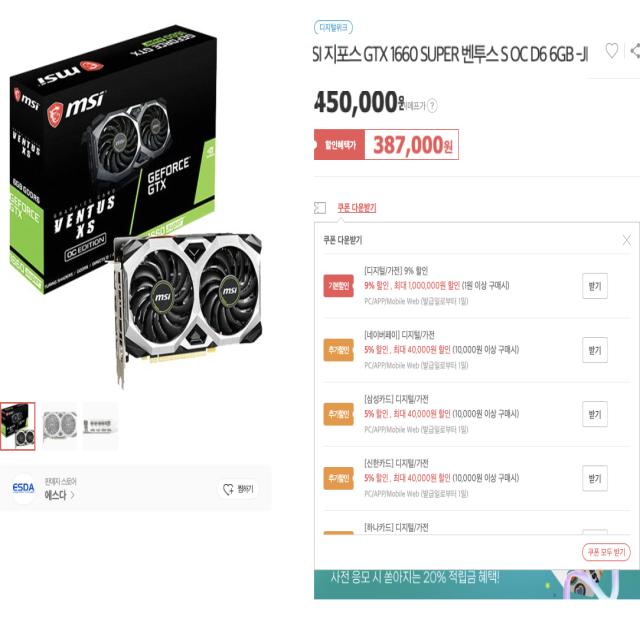 디지털위크
SI 지포스 GTX 1660 SUPER 벤투스 S OC D6 6GB -JI
450,000원
위메프가 ?
할인혜택가 387,000원
쿠폰 다운받기
쿠폰 다운받기
기본할인
[디지털/가전] 9% 할인
9% 할인 , 최대 1,000,000원 할인 (1원 이상 구매시)
PC/APP/Mobile Web (발급일로부터 1일)
받기
추가할인
[네이버페이] 디지털/가전
5% 할인 , 최대 40,000원 할인 (10,000원 이상 구매시)
PC/APP/Mobile Web (발급일로부터 1일)
받기
추가할인
[삼성카드] 디지털/가전
5% 할인 , 최대 40,000원 할인 (10,000원 이상 구매시)
PC/APP/Mobile Web (발급일로부터 1일)
받기
추가할인
[신한카드] 디지털/가전
5% 할인 , 최대 40,000원 할인 (10,000원 이상 구매시)
PC/APP/Mobile Web (발급일로부터 1일)
받기
[하나카드] 디지털/가전
쿠폰 모두 받기
사전 응모 시 쏟아지는 20% 적립금 혜택!
msi
msi
msi
GEFORCE GTX
VENTUS
XS
VENTUS
XS
OC EDITION
GEFORCE
GTX
GEFORCE
GTX
1660 SUPER
msi
msi
ESDA
판매자 스토어
에스다
찜하기